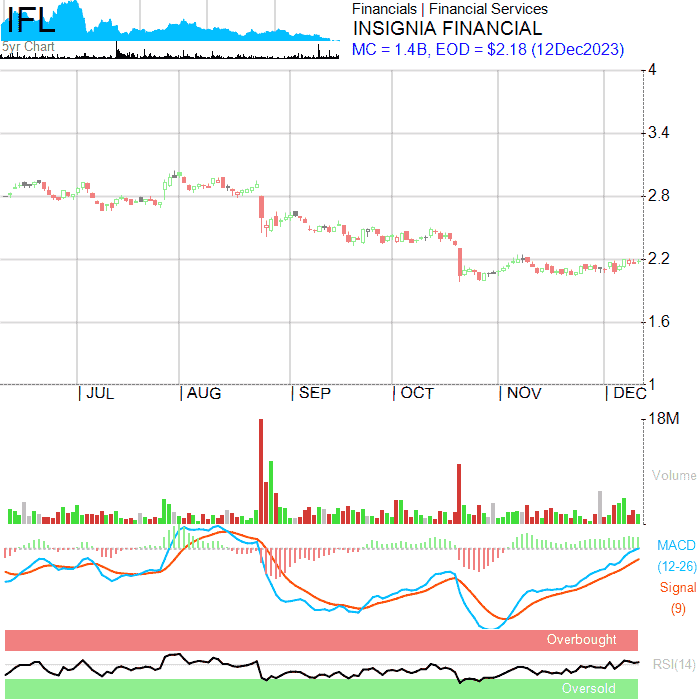 IFL
5yr Chart
Financials | Financial Services
INSIGNIA FINANCIAL
MC = 1.4B, EOD = $2.18 (12Dec2023)
4
3.4
2.8
2.2
1.6
1
| JUL | AUG | SEP | OCT | NOV | DEC
18M
Volume
MACD
(12-26)
Signal
(9)
Overbought
RSI(14)
Oversold